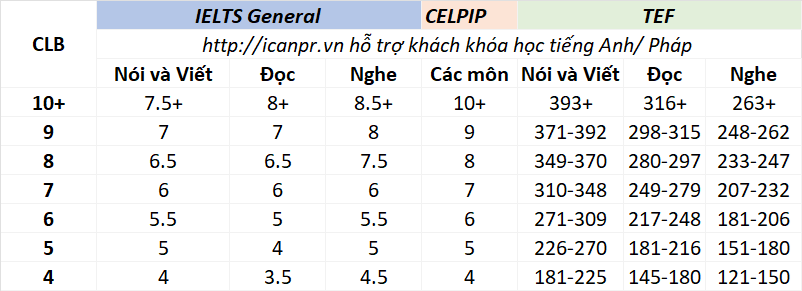 IELTS General CELPIP TEF
CLB http://icanpr.vn hỗ trợ khách khóa học tiếng Anh/ Pháp
Nói và Viết Đọc Nghe Các môn Nói và Viết Đọc Nghe
10+ 7.5+ 8+ 8.5+ 10+ 393+ 316+ 263+
9 7 7 8 9 371-392 298-315 248-262
8 6.5 6.5 7.5 8 349-370 280-297 233-247
7 6 6 6 7 310-348 249-279 207-232
6 5.5 5 5.5 6 271-309 217-248 181-206
5 5 4 5 5 226-270 181-216 151-180
4 4 3.5 4.5 4 181-225 145-180 121-150